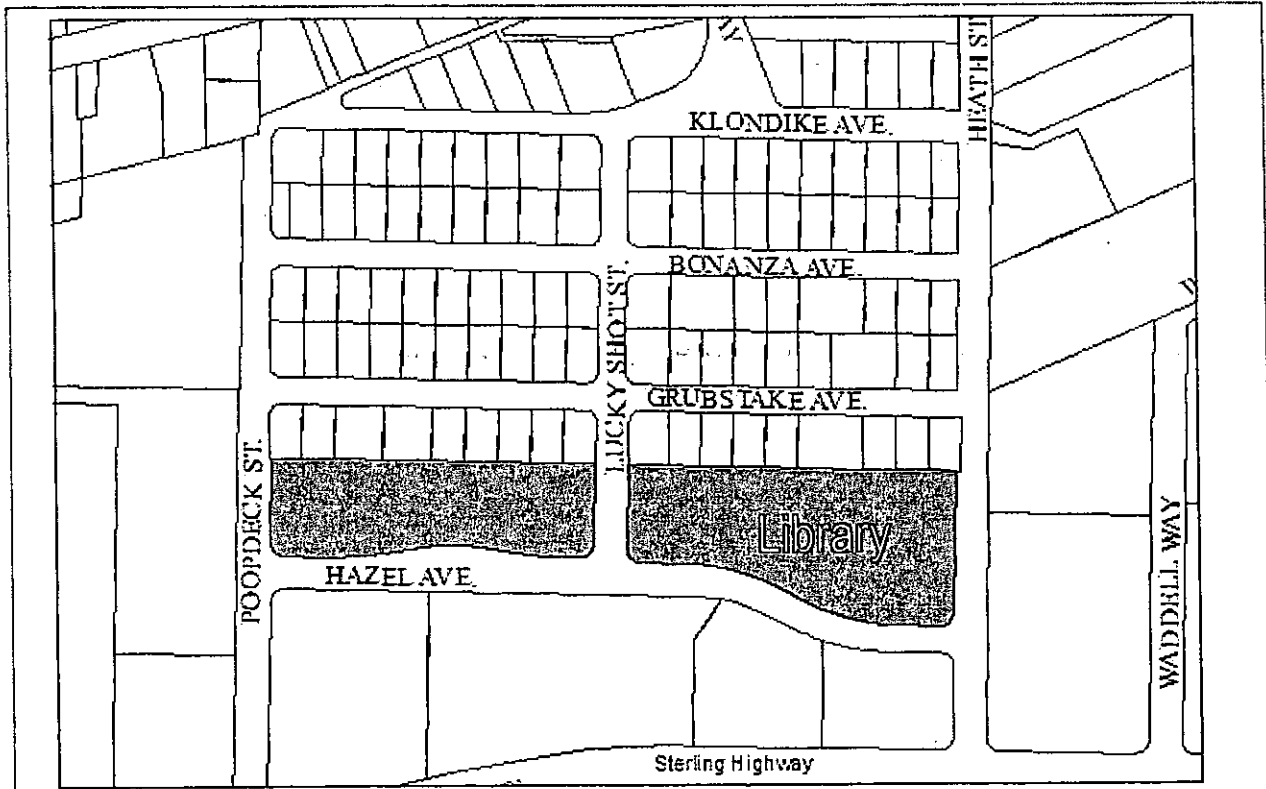 HEATH ST.
KLONDIKE AVE.
BONANZA AVE.
LUCKY SHOT ST.
GRUBSTAKE AVE.
POOPDECK ST.
Library
HAZEL AVE.
WADDELL WAY
Sterling Highway